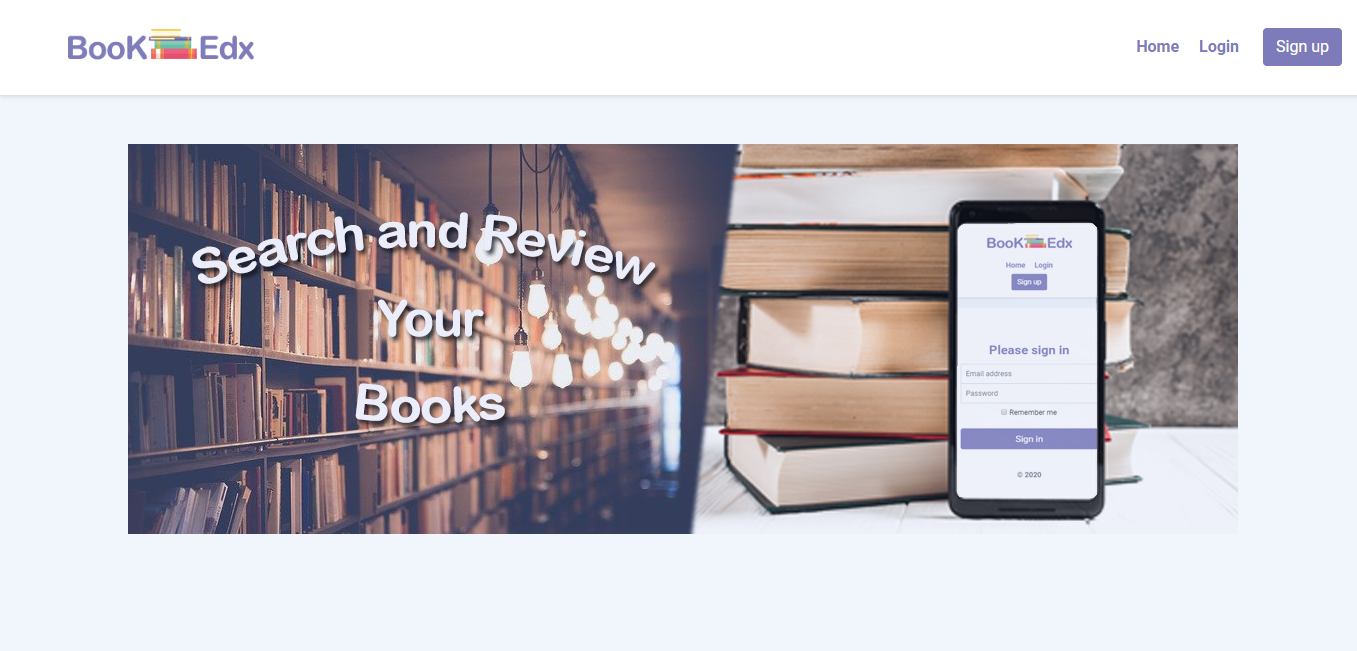 BooK Edx
Home Login Sign up
Search and Review
Your
Books
BooK Edx
Home Login
Sign up
Please sign in
Email address
Password
Remember me
Sign in
© 2020